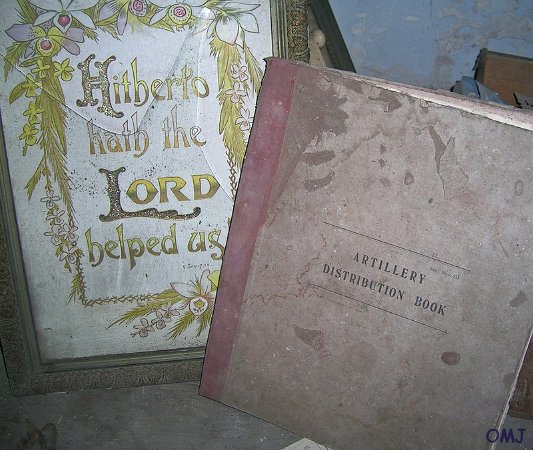 Hitherto
hath the
LORD
helped us
ARTILLERY
DISTRIBUTION BOOK
OMJ